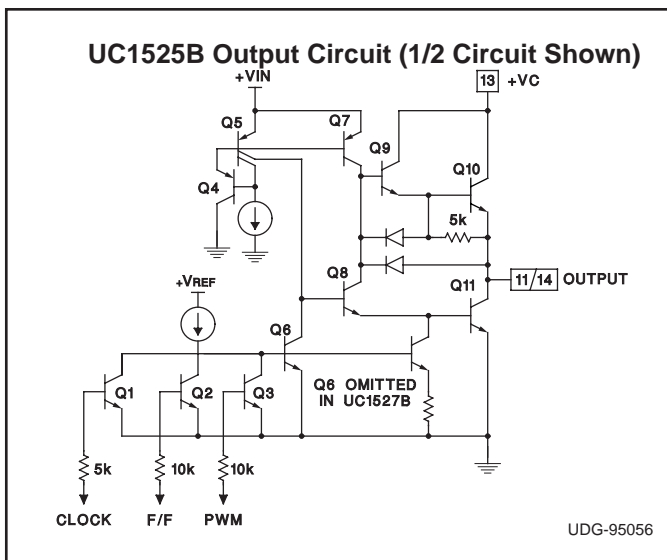 UC1525B Output Circuit (1/2 Circuit Shown)
+VIN
13 +VC
Q5
Q7
Q9
Q10
Q4
5k
+VREF
Q8
11/14 OUTPUT
Q11
Q6
Q1
Q2
Q3
Q6 OMITTED
IN UC1527B
5k
10k
10k
CLOCK
F/F
PWM
UDG-95056